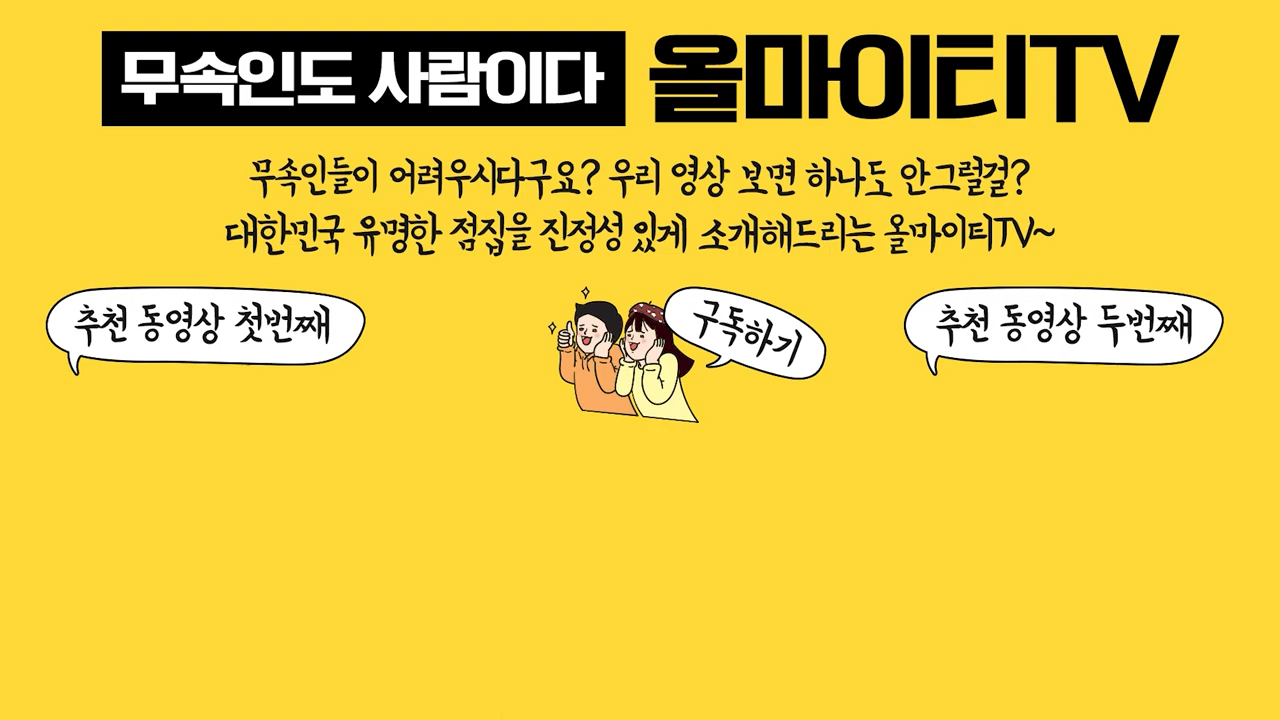 무속인도 사람이다 올마이티TV
무속인들이 어려우시다구요? 우리 영상 보면 하나도 안그럴걸?
대한민국 유명한 점집을 진정성 있게 소개해드리는 올마이티TV~
추천 동영상 첫번째
구독하기
추천 동영상 두번째